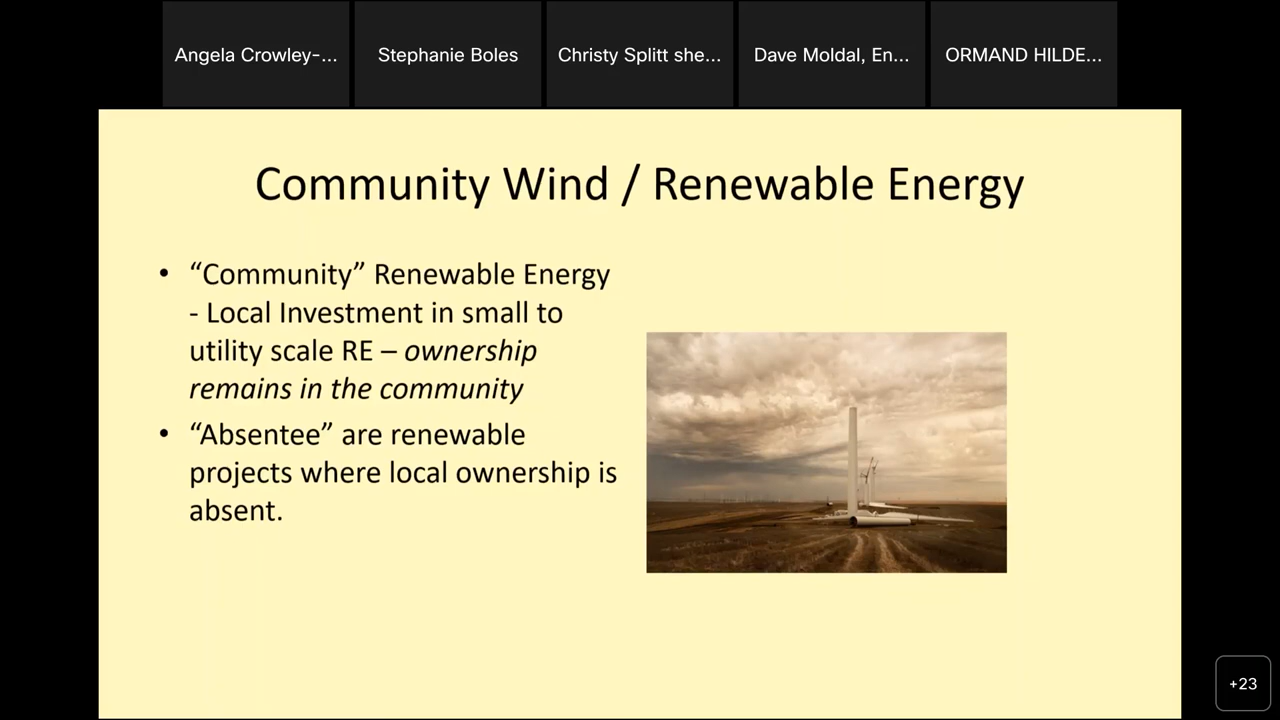 Angela Crowley-...
Stephanie Boles
Christy Splitt she...
Dave Moldal, En...
ORMAND HILDE...
Community Wind / Renewable Energy
• “Community” Renewable Energy
- Local Investment in small to
utility scale RE – ownership
remains in the community
• “Absentee” are renewable
projects where local ownership is
absent.
+23